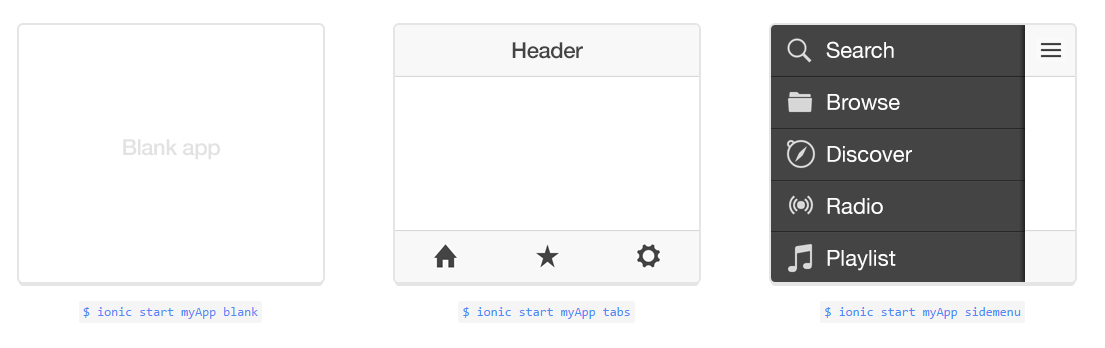 Blank app
$ ionic start myApp blank
Header
$ ionic start myApp tabs
Search
Browse
Discover
Radio
Playlist
$ ionic start myApp sidemenu